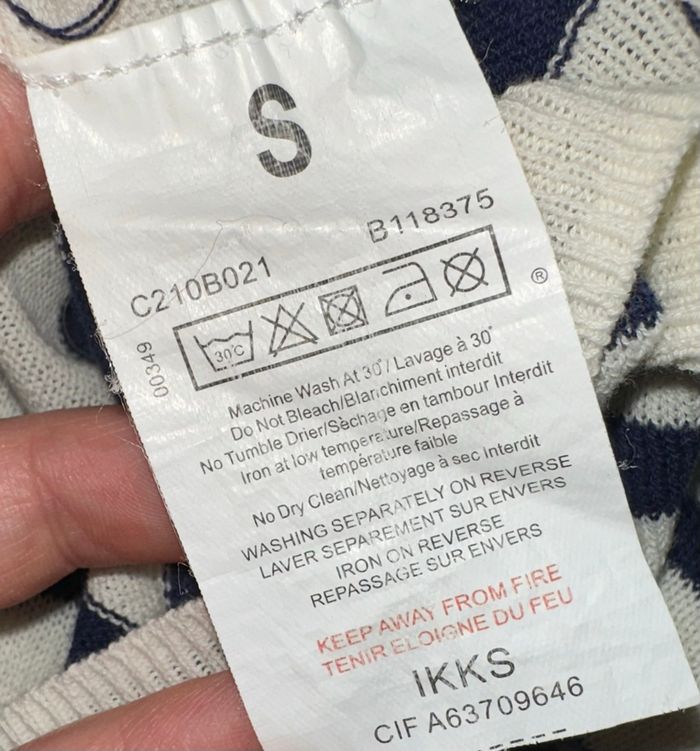 S
B118375
C210B021
00349
30°C
®
Machine Wash At 30°/ Lavage à 30°
Do Not Bleach/Blanchiment interdit
No Tumble Drier/Séchage en tambour Interdit
Iron at low temperature/Repassage à
température faible
No Dry Clean/Nettoyage à sec Interdit
WASHING SEPARATELY ON REVERSE
LAVER SEPAREMENT SUR ENVERS
IRON ON REVERSE
REPASSAGE SUR ENVERS
KEEP AWAY FROM FIRE
TENIR ELOIGNE DU FEU
IKKS
CIF A63709646